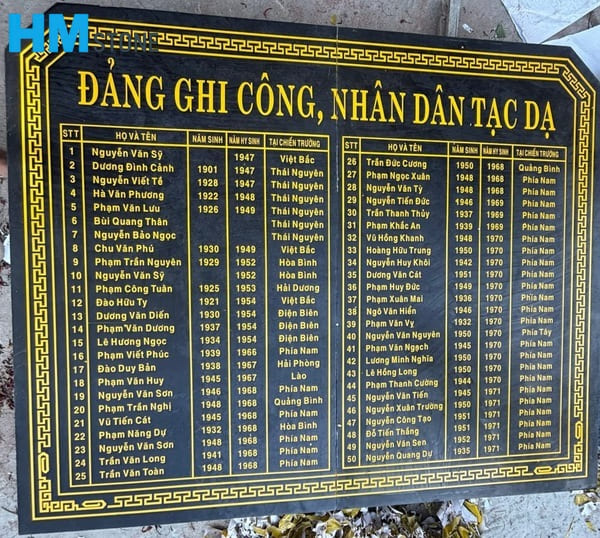 HM STONE
ĐẢNG GHI CÔNG, NHÂN DÂN TẠC DẠ
STT HỌ VÀ TÊN NĂM SINH NĂM HY SINH TẠI CHIẾN TRƯỜNG
1 Nguyễn Văn Sỹ 1947 Việt Bắc
2 Dương Đình Cảnh 1901 1947 Thái Nguyên
3 Nguyễn Viết Tố 1928 1947 Thái Nguyên
4 Hà Văn Phương 1922 1948 Thái Nguyên
5 Phạm Văn Lưu 1926 1949 Thái Nguyên
6 Bùi Quang Thân Thái Nguyên
7 Nguyễn Bảo Ngọc Thái Nguyên
8 Chu Văn Phú 1930 1949 Việt Bắc
9 Phạm Trần Nguyên 1929 1952 Hòa Bình
10 Nguyễn Văn Sỹ 1952 Hòa Bình
11 Phạm Công Tuân 1925 1953 Hải Dương
12 Đào Hữu Ty 1921 1954 Việt Bắc
13 Dương Văn Diến 1930 1954 Điện Biên
14 Phạm Văn Dương 1937 1954 Điện Biên
15 Lê Hương Ngọc 1934 1954 Điện Biên
16 Phạm Viết Phúc 1939 1966 Phía Nam
17 Đào Duy Bản 1938 1967 Hải Phòng
18 Phạm Văn Huy 1945 1967 Lào
19 Nguyễn Văn Sơn 1946 1968 Phía Nam
20 Phạm Trần Nghị 1948 1968 Quảng Bình
21 Vũ Tiến Cát 1945 1968 Phía Nam
22 Phạm Năng Dự 1932 1968 Hòa Bình
23 Nguyễn Văn Sơn 1948 1968 Phía Nam
24 Trần Văn Long 1941 1968 Phía Nam
25 Trần Văn Toàn 1948 1968 Phía Nam
STT HỌ VÀ TÊN NĂM SINH NĂM HY SINH TẠI CHIẾN TRƯỜNG
26 Trần Đức Cương 1950 1968 Quảng Bình
27 Phạm Ngọc Xuân 1948 1968 Phía Nam
28 Nguyễn Văn Tỳ 1948 1968 Phía Nam
29 Nguyễn Tiến Đức 1946 1969 Phía Nam
30 Trần Thanh Thủy 1937 1969 Phía Nam
31 Phạm Khắc An 1939 1969 Phía Nam
32 Vũ Hồng Khanh 1948 1970 Phía Nam
33 Hoàng Hữu Trung 1950 1970 Phía Nam
34 Nguyễn Huy Khôi 1942 1970 Phía Nam
35 Dương Văn Cát 1951 1970 Phía Nam
36 Phạm Huy Đức 1949 1970 Phía Nam
37 Phạm Xuân Mai 1936 1970 Phía Nam
38 Ngô Văn Hiển 1946 1970 Phía Nam
39 Phạm Văn Vỵ 1932 1970 Phía Nam
40 Nguyễn Văn Nguyên 1950 1970 Phía Tây
41 Phạm Văn Ngạch 1945 1970 Phía Nam
42 Lương Minh Nghĩa 1950 1970 Phía Nam
43 Lê Hồng Long 1950 1970 Phía Nam
44 Phạm Thanh Cường 1944 1970 Phía Nam
45 Nguyễn Văn Tiến 1945 1971 Phía Nam
46 Nguyễn Xuân Trường 1950 1971 Phía Nam
47 Nguyễn Công Tạo 1951 1971 Phía Nam
48 Đỗ Tiến Thắng 1950 1971 Phía Nam
49 Nguyễn Văn Sen 1952 1971 Phía Nam
50 Nguyễn Quang Dự 1935 1971 Phía Nam